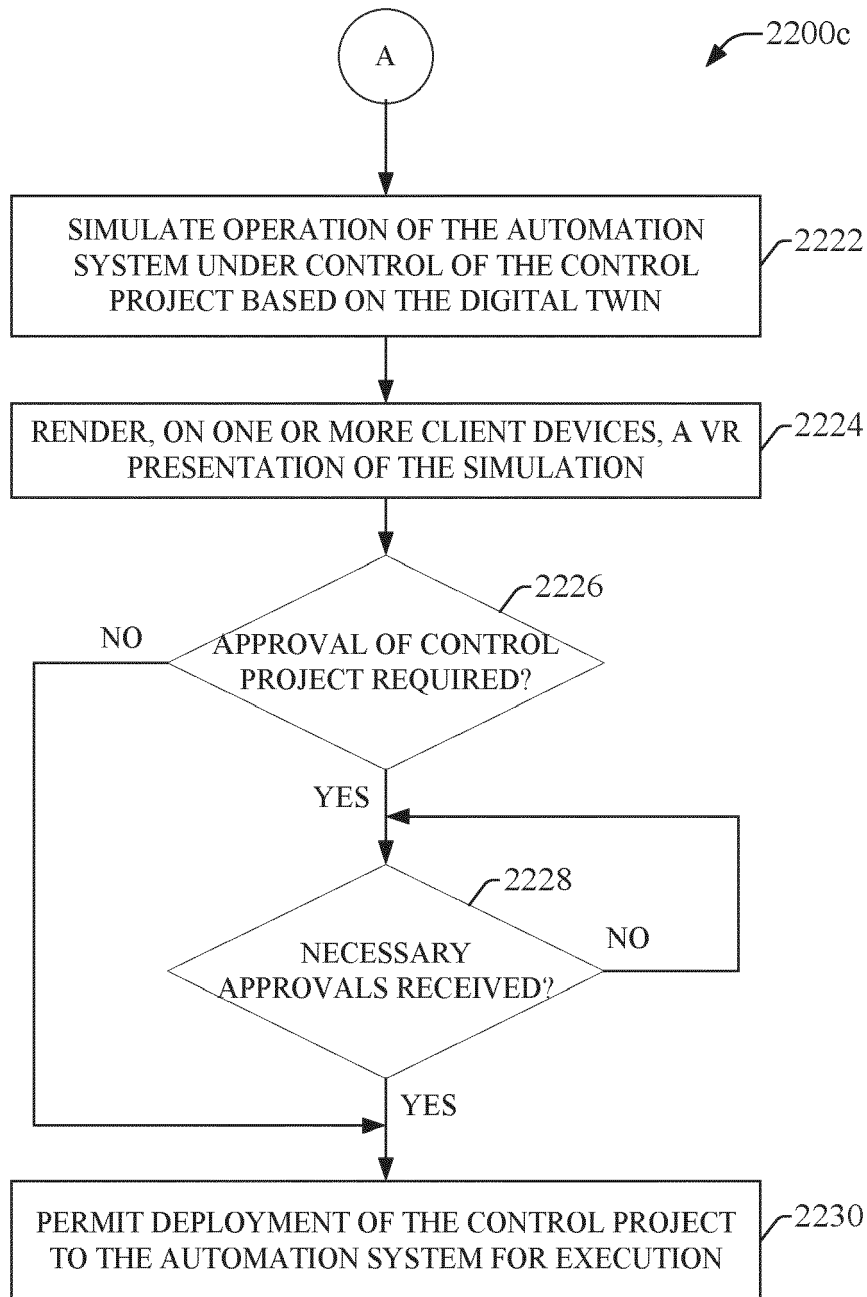 A
2200c
SIMULATE OPERATION OF THE AUTOMATION
SYSTEM UNDER CONTROL OF THE CONTROL
PROJECT BASED ON THE DIGITAL TWIN
2222
RENDER, ON ONE OR MORE CLIENT DEVICES, A VR
PRESENTATION OF THE SIMULATION
2224
2226
NO
APPROVAL OF CONTROL
PROJECT REQUIRED?
YES
2228
NECESSARY
APPROVALS RECEIVED?
NO
YES
PERMIT DEPLOYMENT OF THE CONTROL PROJECT
TO THE AUTOMATION SYSTEM FOR EXECUTION
2230